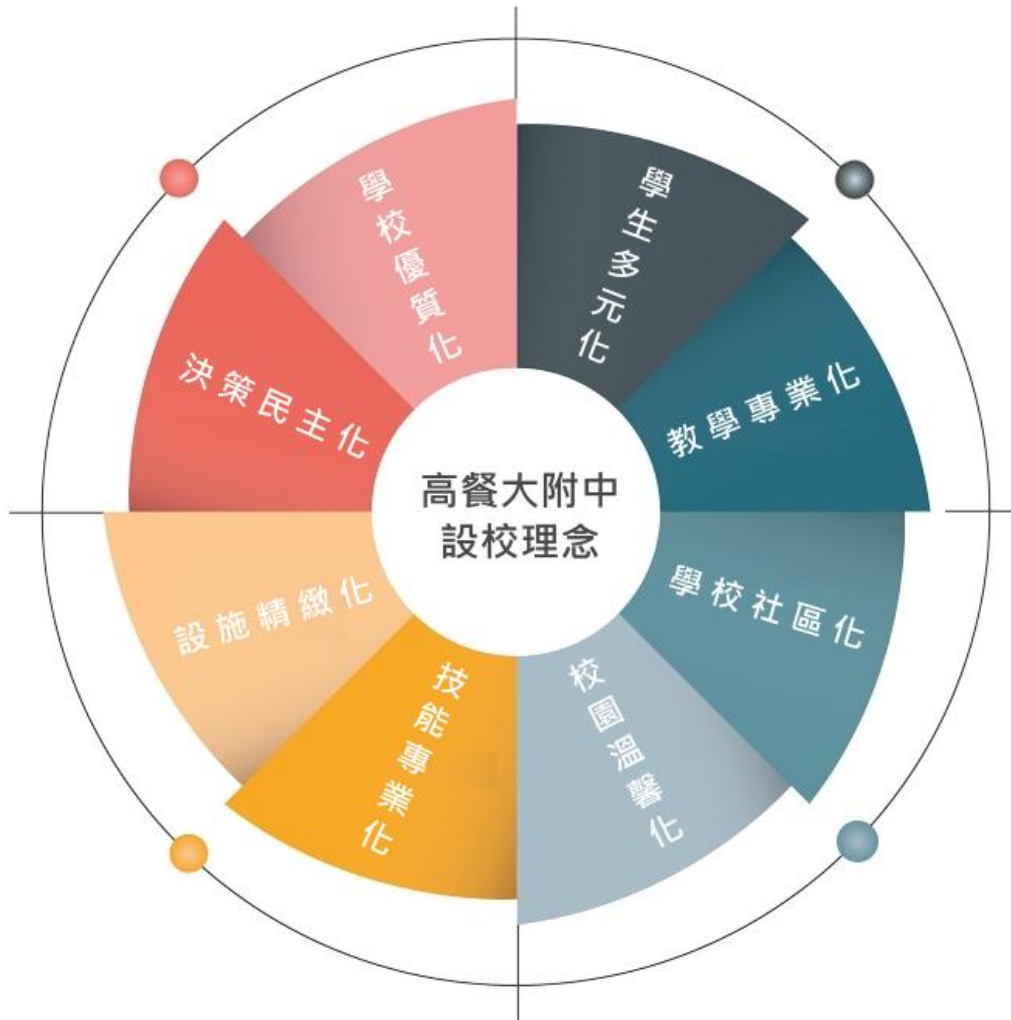 高餐大附中
設校理念
學生多元化
教學專業化
學校社區化
校園溫馨化
技能專業化
設施精緻化
決策民主化
學校優質化